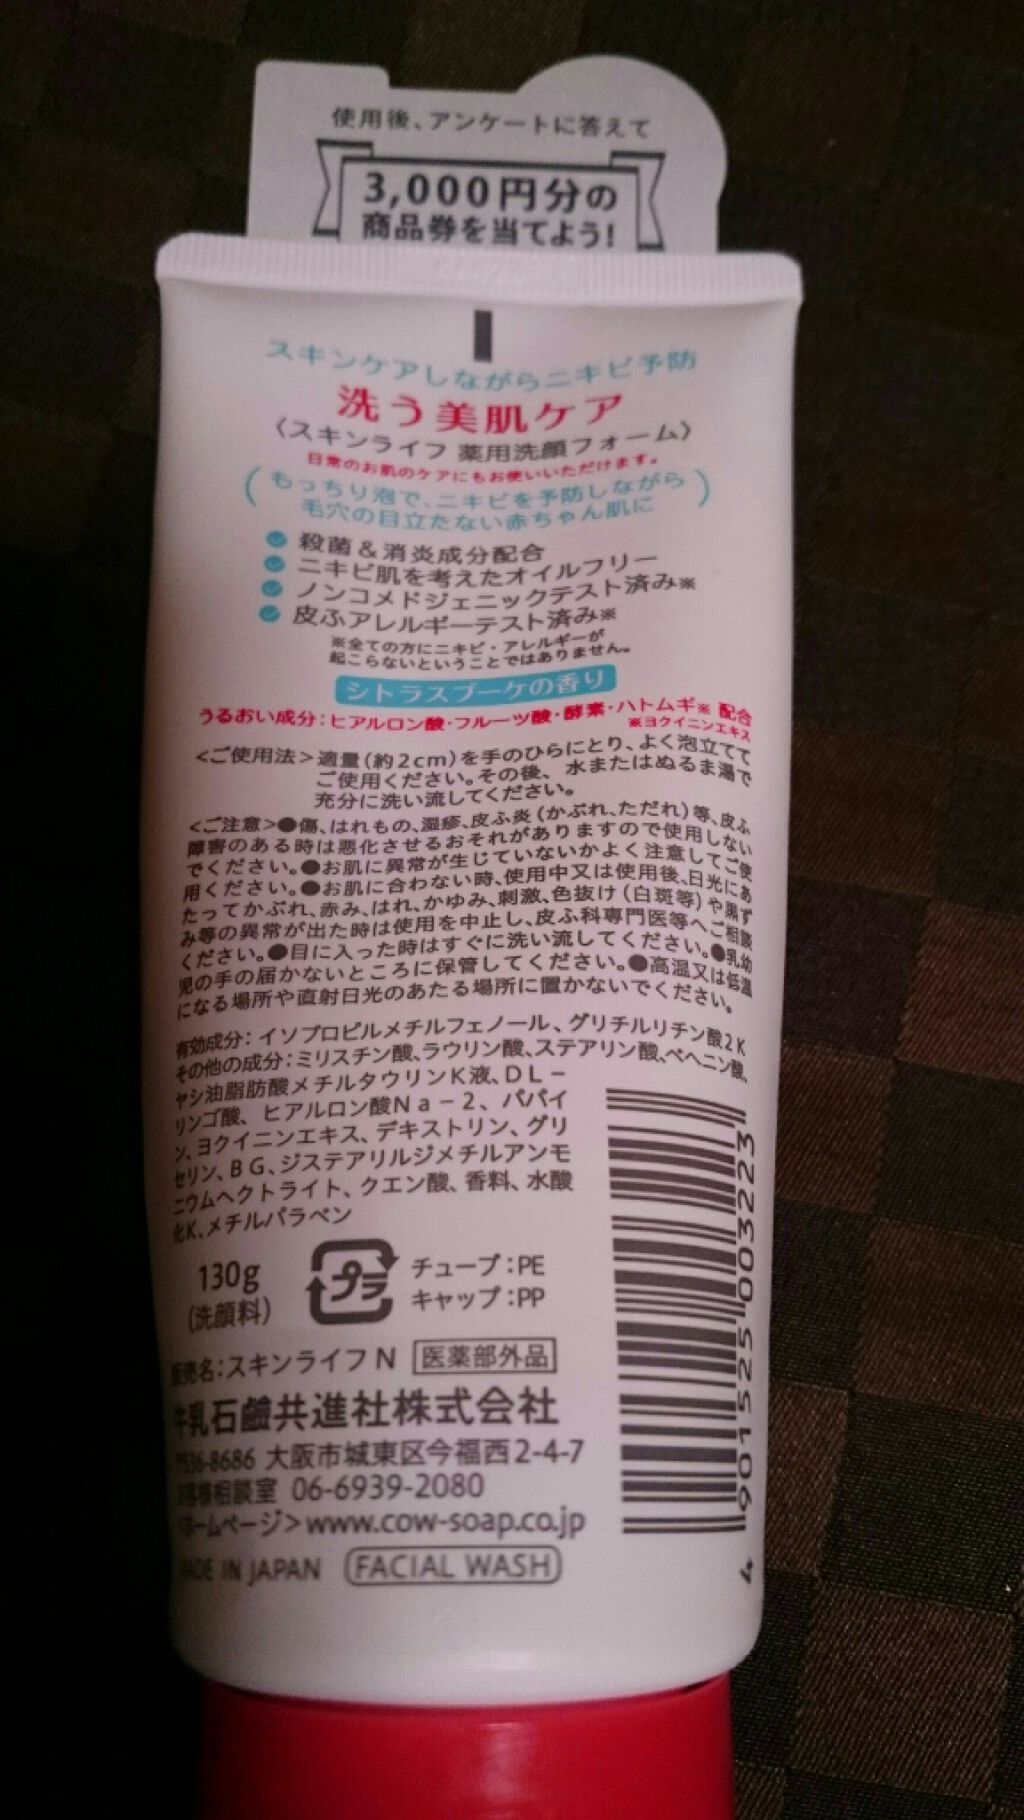 使用後、アンケートに答えて
3,000円分の
商品券を当てよう!
スキンケアしながらニキビ予防
洗う美肌ケア
〈スキンライフ 薬用洗顔フォーム〉
日常のお肌のケアにもお使いいただけます。
(もっちり泡で、ニキビを予防しながら
毛穴の目立たない赤ちゃん肌に)
殺菌&消炎成分配合
ニキビ肌を考えたオイルフリー
ノンコメドジェニックテスト済み※
皮ふアレルギーテスト済み※
※全ての方にニキビ・アレルギーが
起こらないということではありません。
シトラスブーケの香り
うるおい成分:ヒアルロン酸・フルーツ酸・酵素・ハトムギ※ 配合
※ヨクイニンエキス
<ご使用法>適量(約2cm)を手のひらにとり、よく泡立てて
ご使用ください。その後、水またはぬるま湯で
充分に洗い流してください。
<ご注意>●傷、はれもの、湿疹、皮ふ炎(かぶれ、ただれ)等、皮ふ
障害のある時は悪化させるおそれがありますので使用しない
でください。●お肌に異常が生じていないかよく注意してご使
用ください。●お肌に合わない時、使用中又は使用後、日光にあ
たってかぶれ、赤み、はれ、かゆみ、刺激、色抜け(白斑等)や黒ず
み等の異常が出た時は使用を中止し、皮ふ科専門医等へご相談
ください。●目に入った時はすぐに洗い流してください。●乳幼
児の手の届かないところに保管してください。●高温又は低温
になる場所や直射日光のあたる場所に置かないでください。
有効成分:イソプロピルメチルフェノール、グリチルリチン酸2K
その他の成分:ミリスチン酸、ラウリン酸、ステアリン酸、ベヘニン酸、
ヤシ油脂肪酸メチルタウリンK液、DL-
リンゴ酸、ヒアルロン酸Na-2、パパイ
ン、ヨクイニンエキス、デキストリン、グリ
セリン、BG、ジステアリルジメチルアンモ
ニウムヘクトライト、クエン酸、香料、水酸
化K、メチルパラベン
4901525003223
130g
(洗顔料)
プラ
チューブ:PE
キャップ:PP
売名:スキンライフN 医薬部外品
牛乳石鹼共進社株式会社
536-8686 大阪市城東区今福西2-4-7
客様相談室 06-6939-2080
ホームページ>www.cow-soap.co.jp
MADE IN JAPAN FACIAL WASH